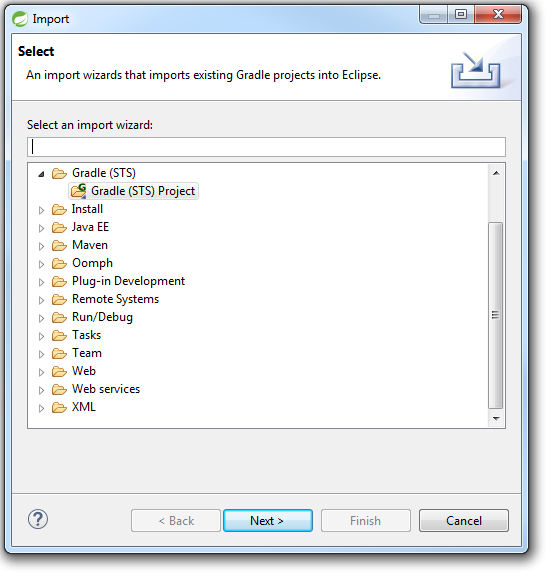 Import
Select
An import wizards that imports existing Gradle projects into Eclipse.
Select an import wizard:
Gradle (STS)
Gradle (STS) Project
Install
Java EE
Maven
Oomph
Plug-in Development
Remote Systems
Run/Debug
Tasks
Team
Web
Web services
XML
? < Back Next > Finish Cancel